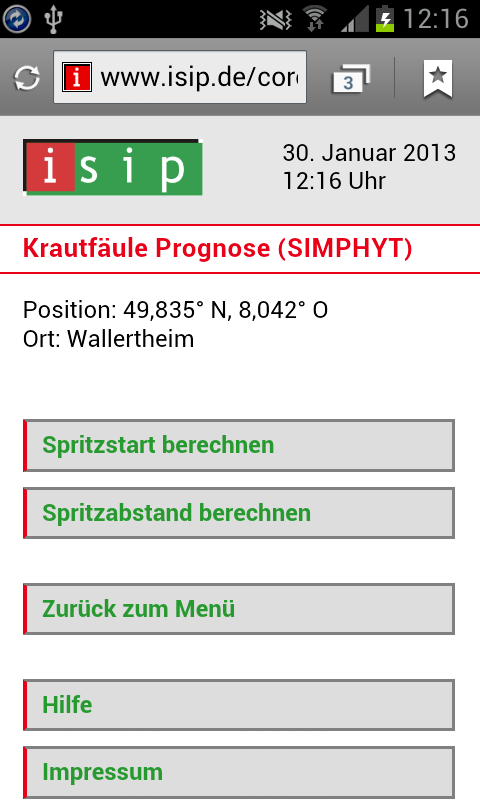 12:16
i www.isip.de/cor
3
isip
30. Januar 2013
12:16 Uhr
Krautfäule Prognose (SIMPHYT)
Position: 49,835° N, 8,042° O
Ort: Wallertheim
Spritzstart berechnen
Spritzabstand berechnen
Zurück zum Menü
Hilfe
Impressum